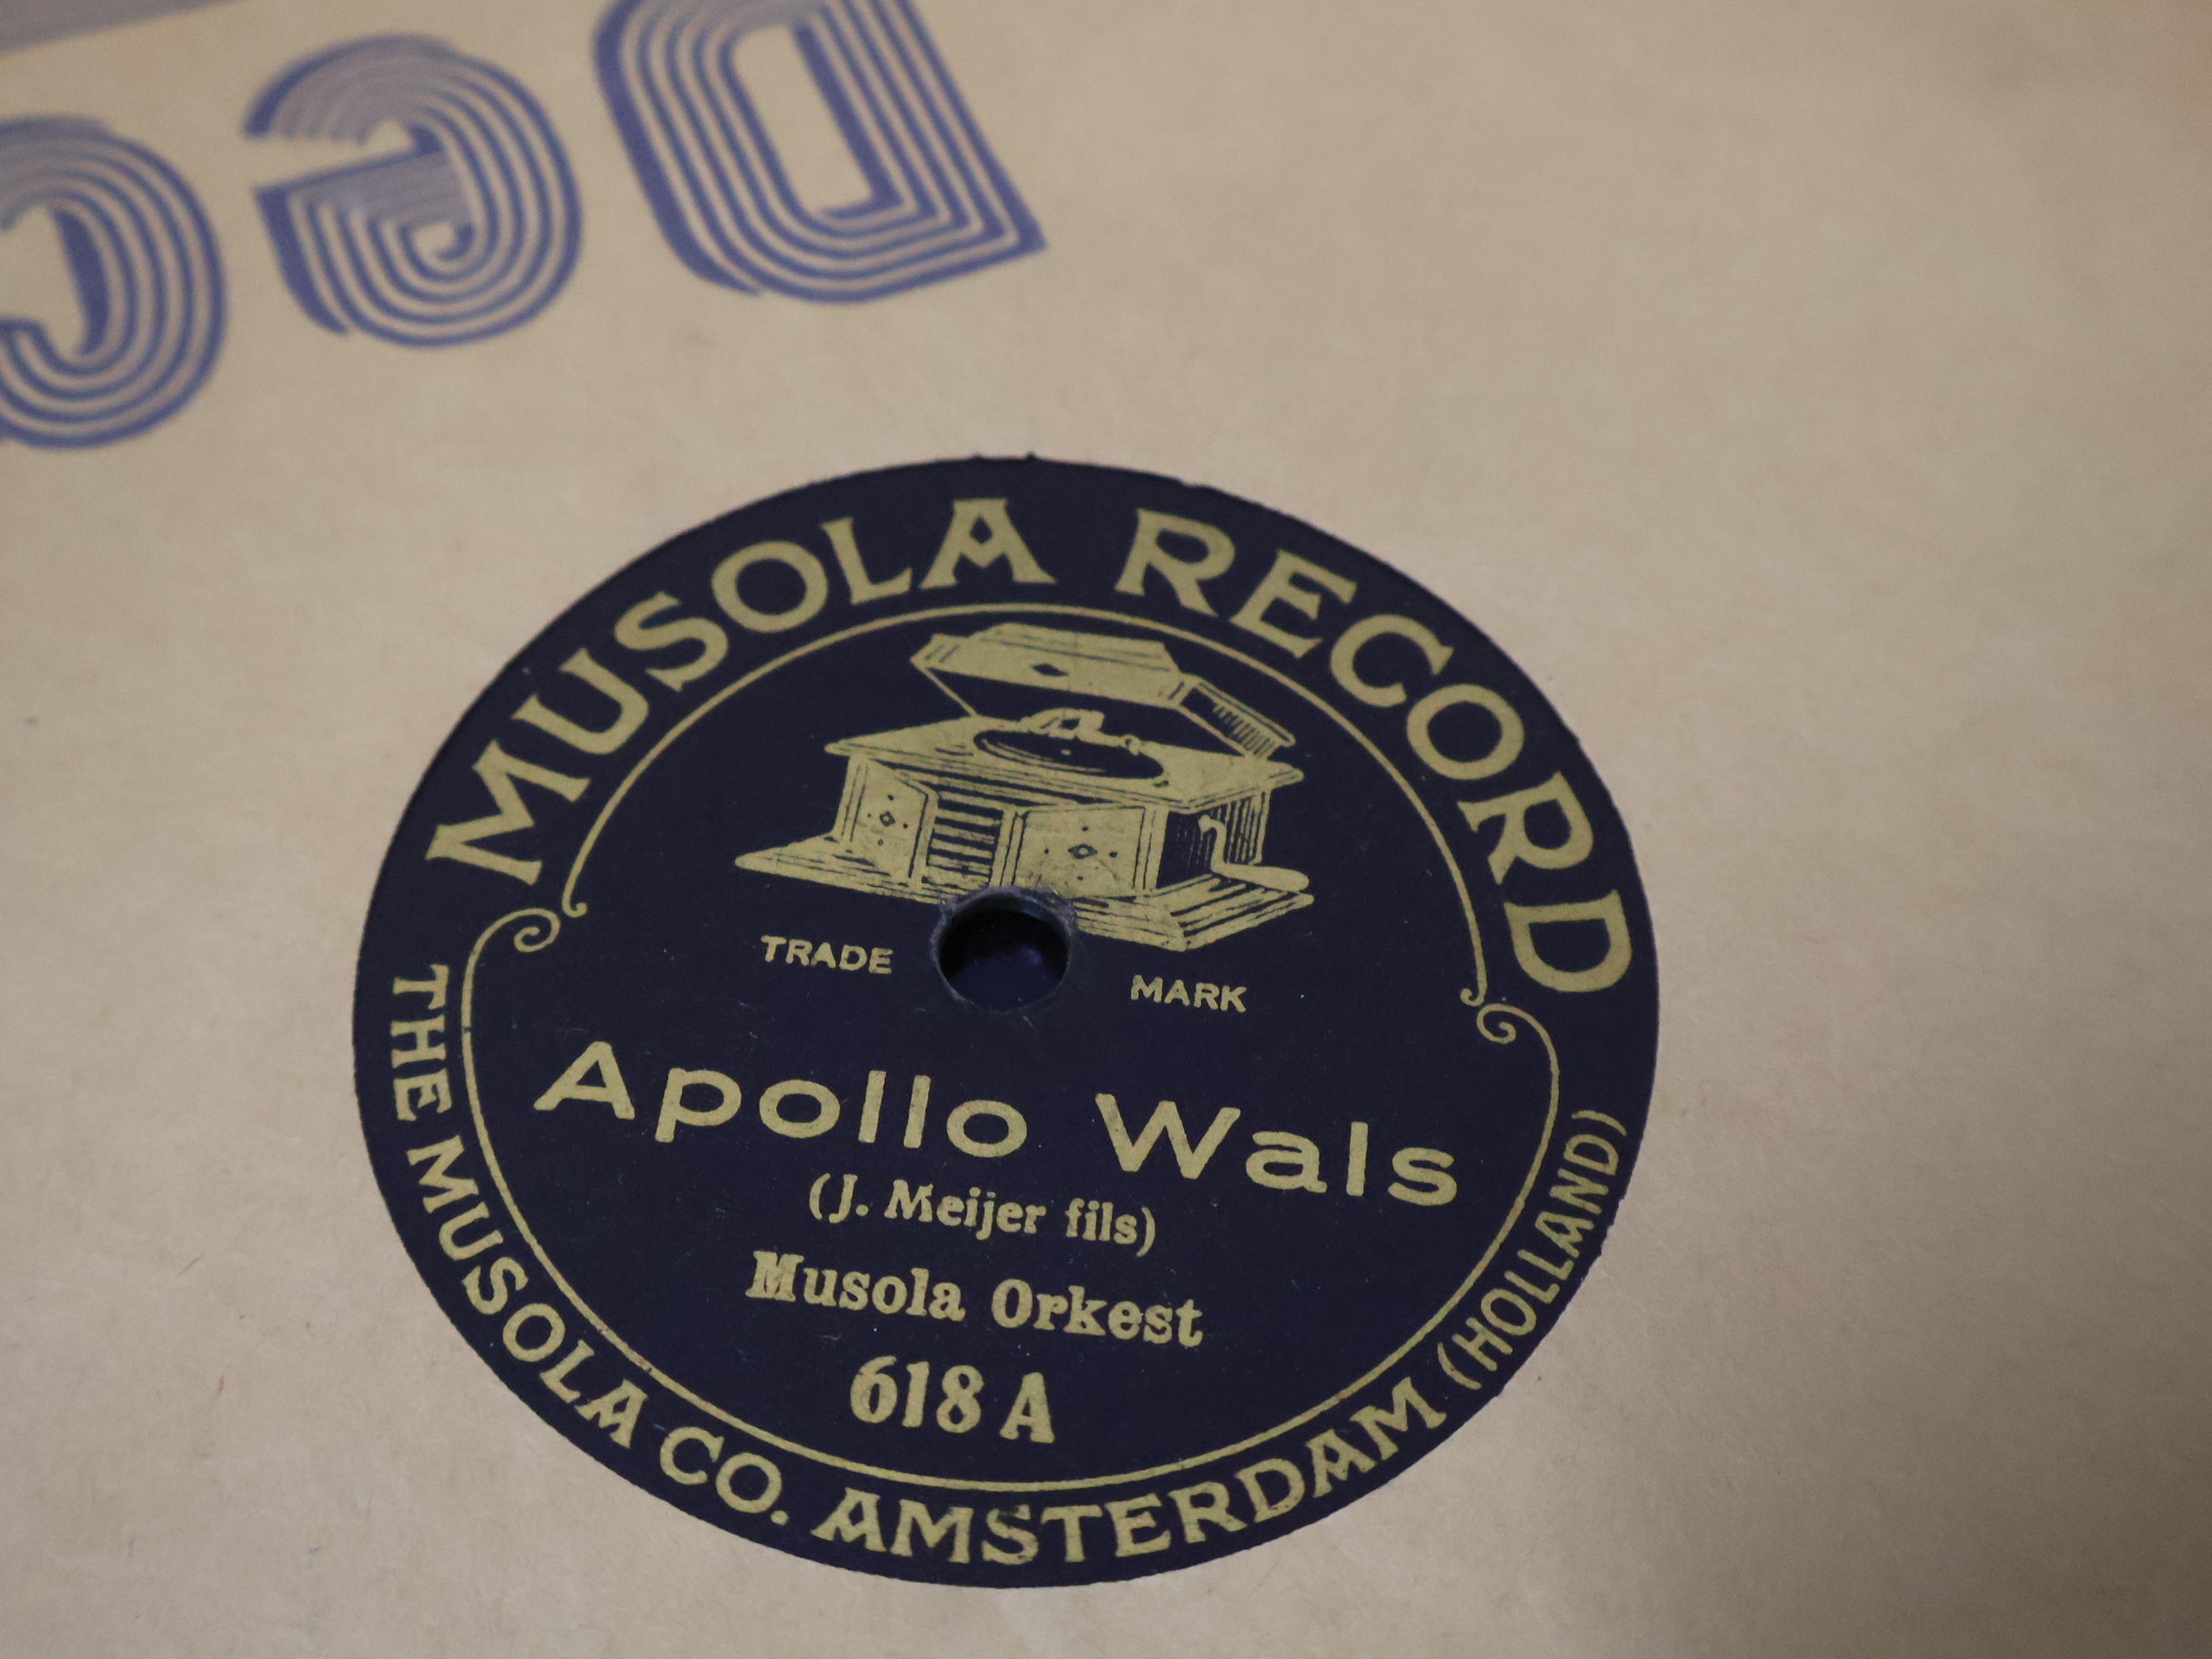 MUSOLA RECORD
TRADE MARK
Apollo Wals
(J. Meijer fils)
Musola Orkest
618 A
THE MUSOLA CO. AMSTERDAM (HOLLAND)